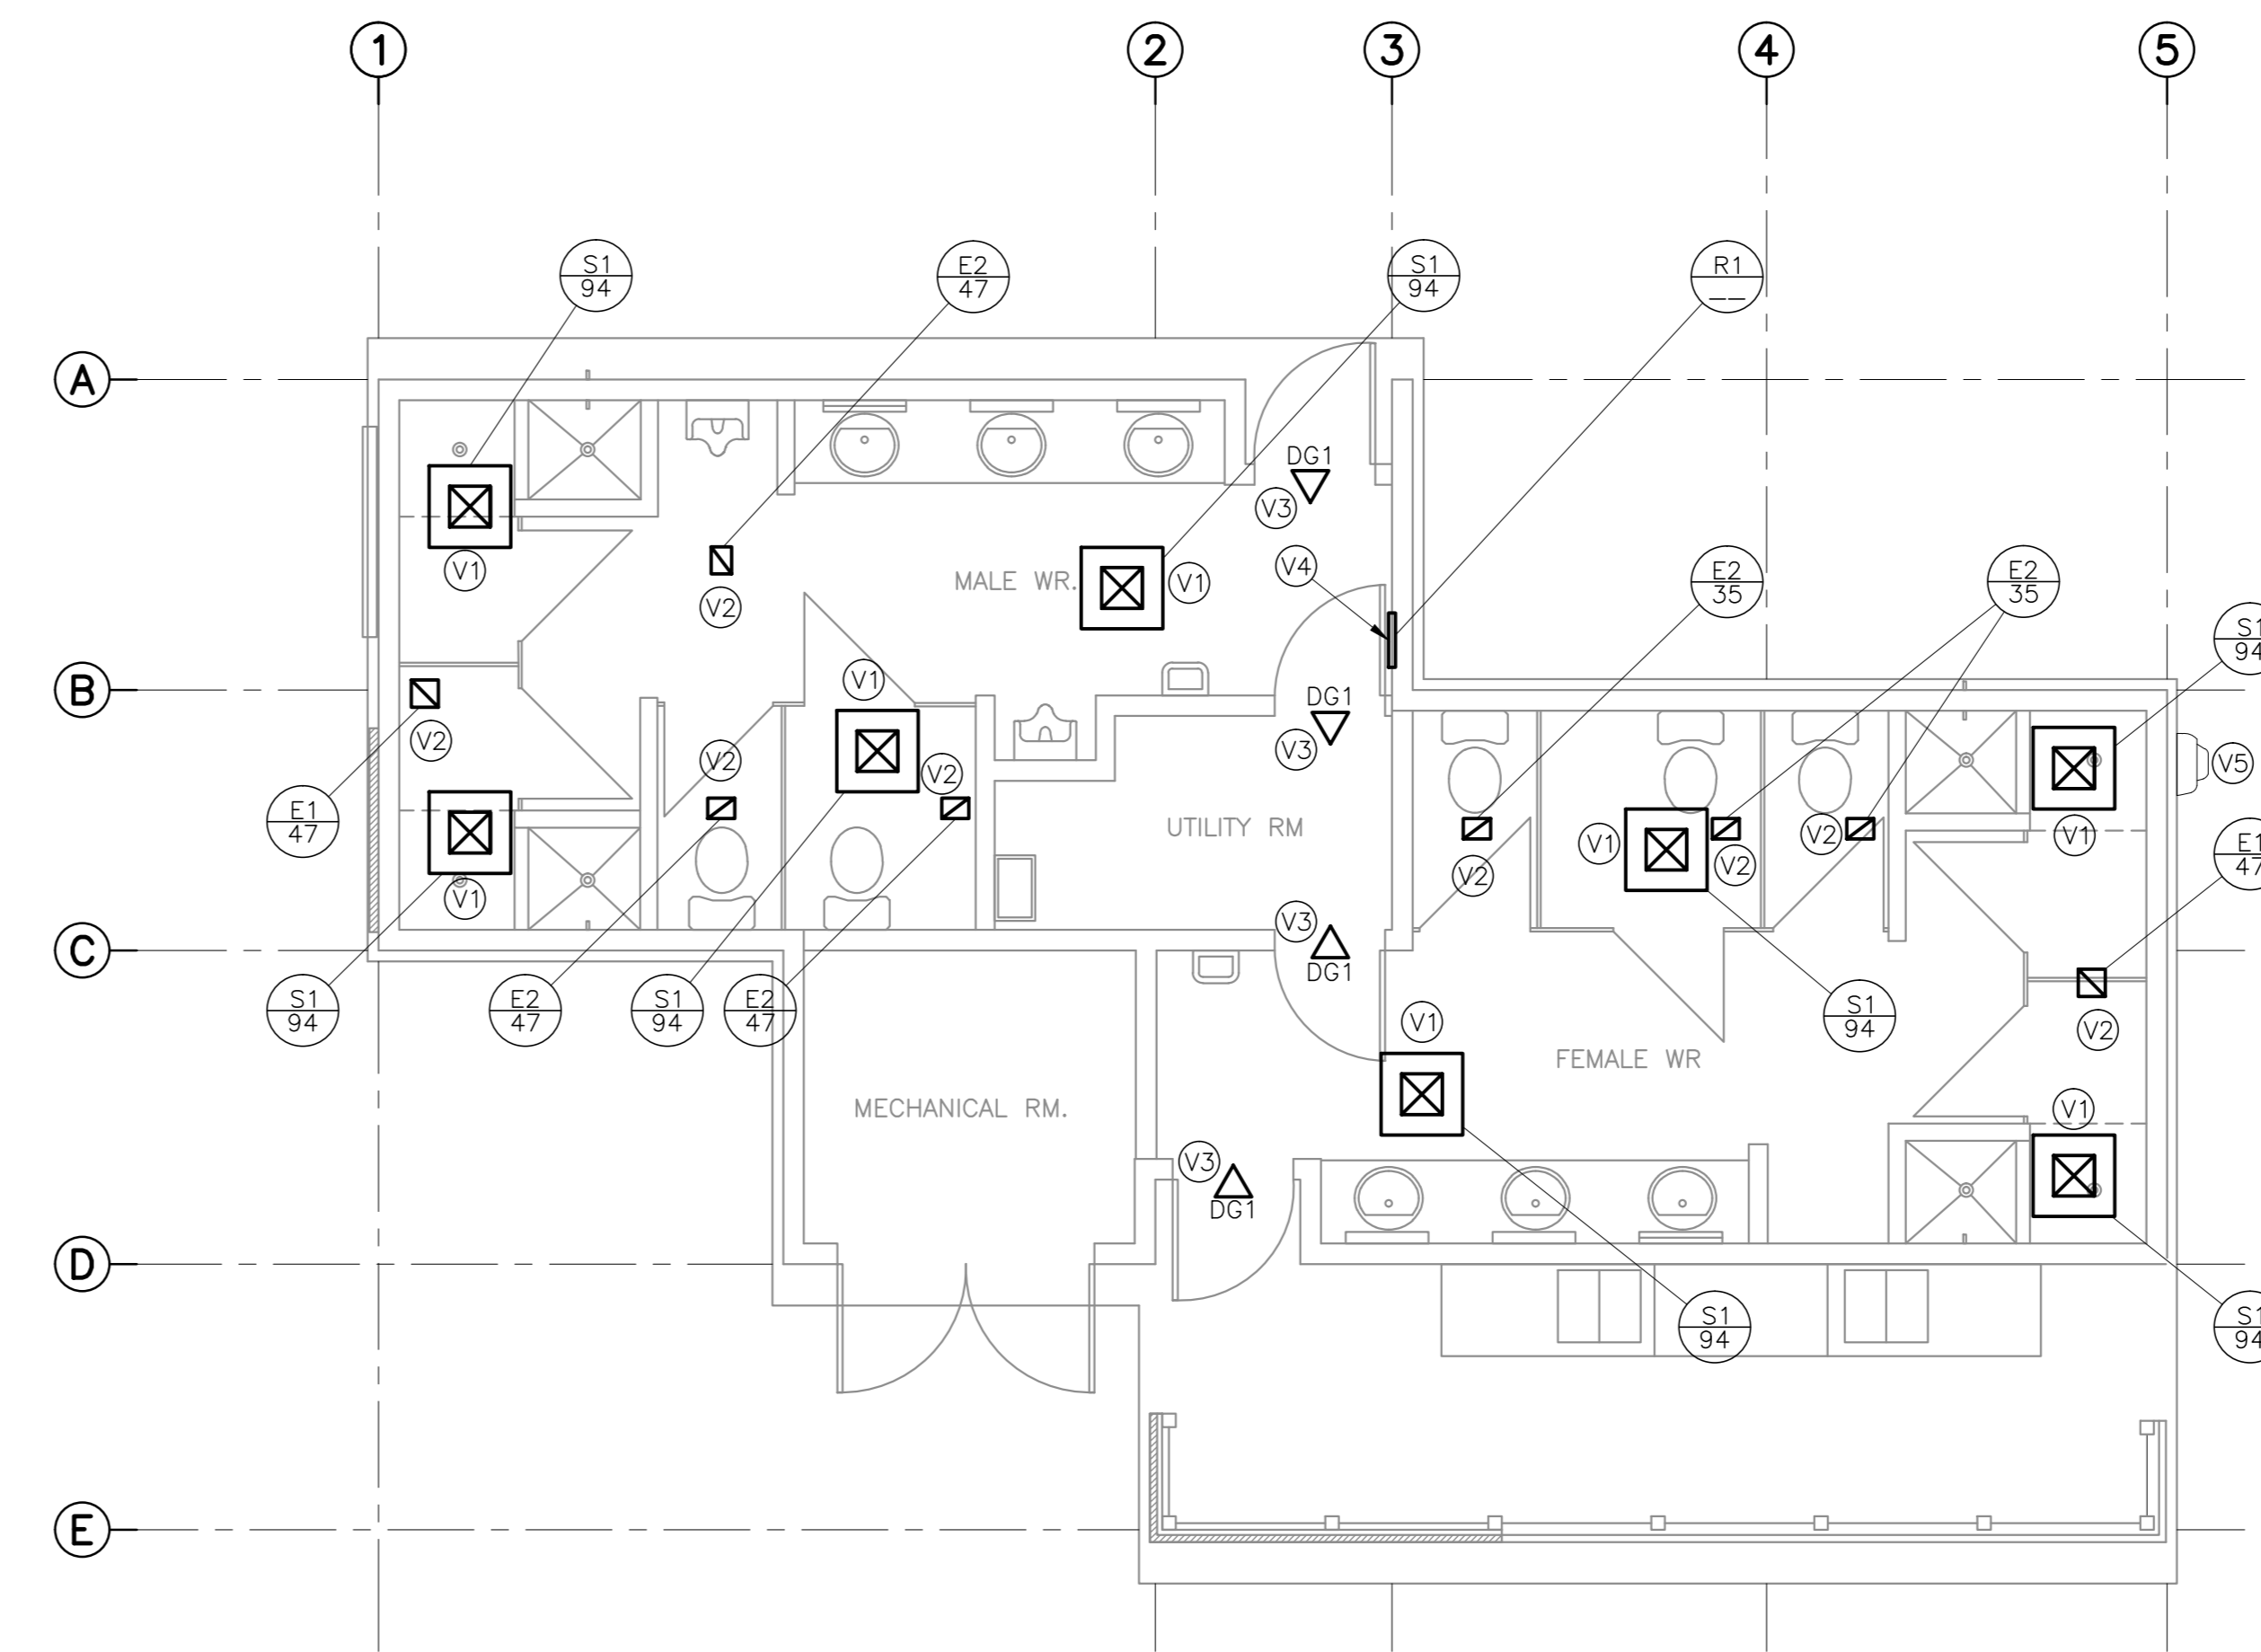 1
2
3
4
5
S1
94
E2
47
S1
94
R1
——
A
DG1
V3
V4
V1
MALE WR.
V1
V2
E2
35
E2
35
S1
94
B
V1
DG1
V3
V2
V2
V2
V5
E1
47
UTILITY RM
V1
V2
V2
V1
E1
47
V2
V1
V3
DG1
C
S1
94
E2
47
S1
94
E2
47
V1
S1
94
V2
FEMALE WR
MECHANICAL RM.
V1
V3
DG1
D
S1
94
S1
94
E